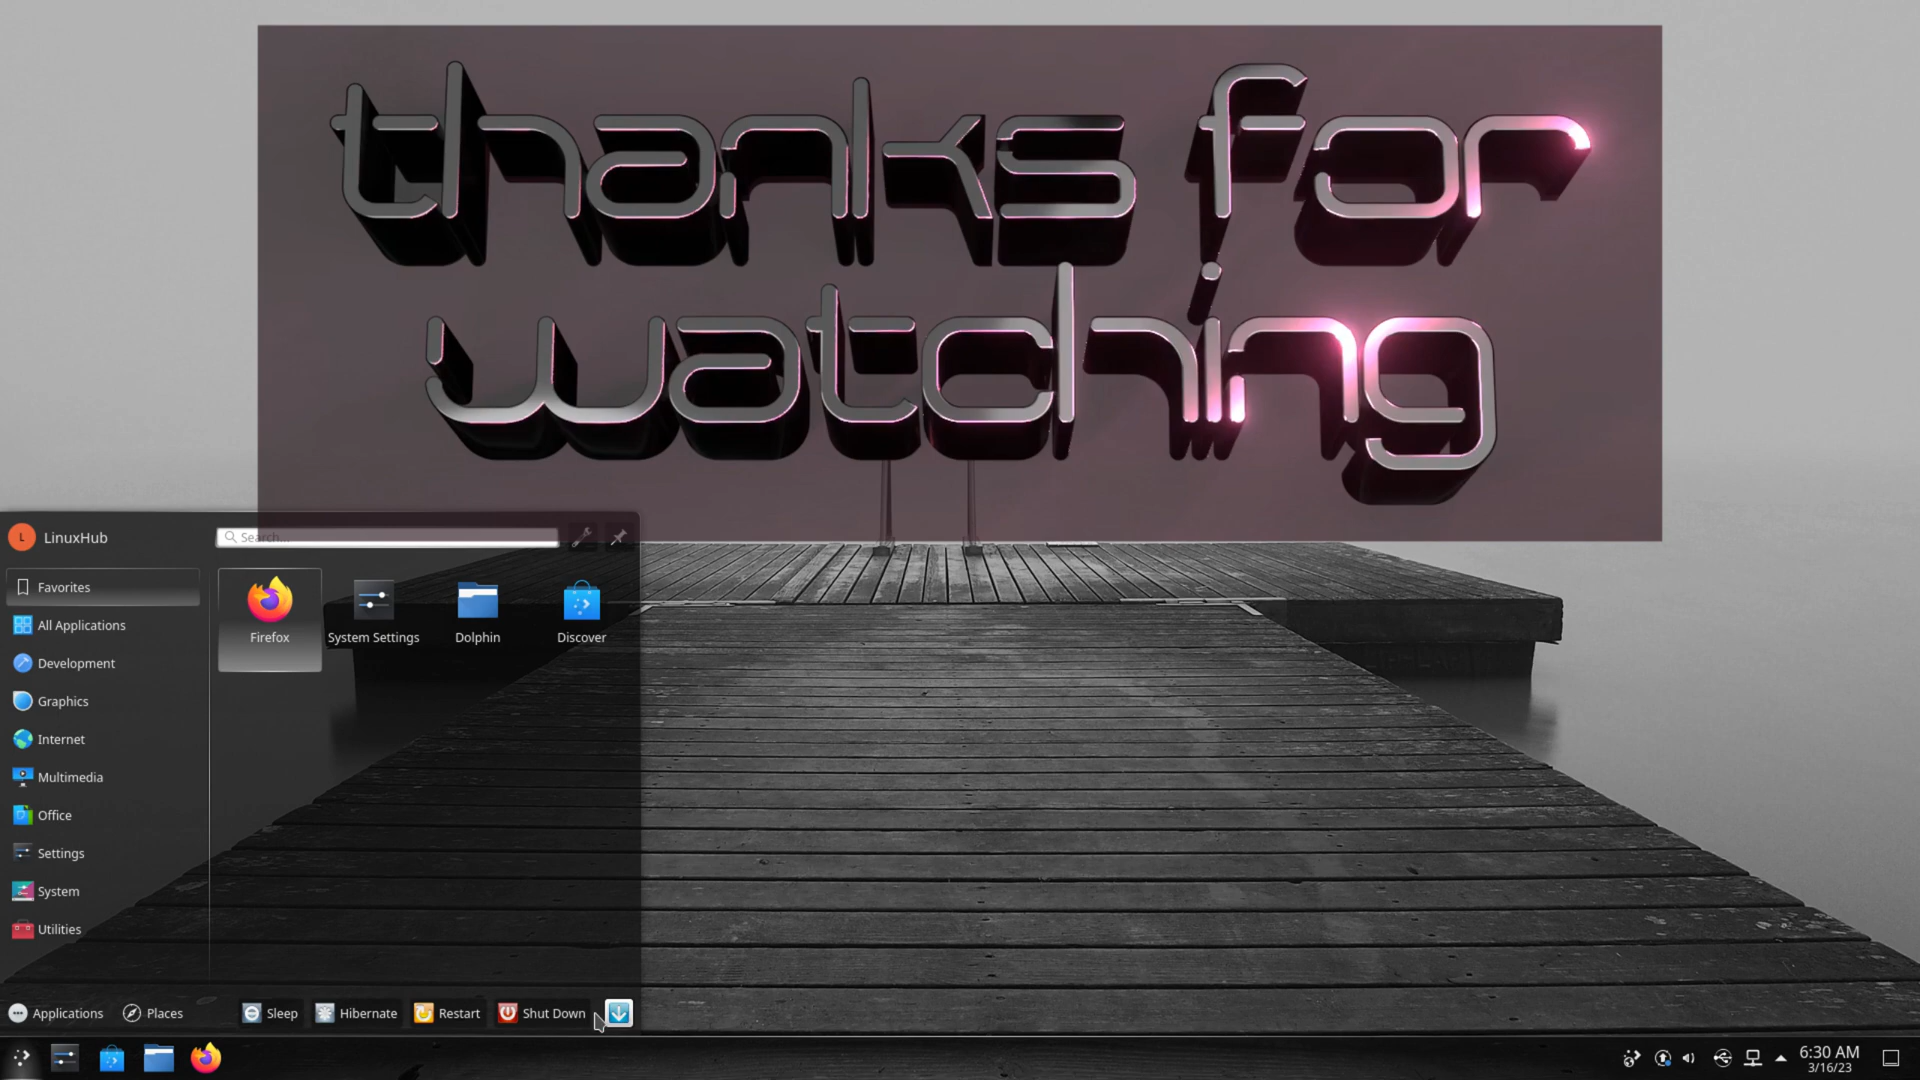 thanks for
watching
L LinuxHub
Search...
Favorites
All Applications
Development
Graphics
Internet
Multimedia
Office
Settings
System
Utilities
Firefox
System Settings
Dolphin
Discover
Applications
Places
Sleep
Hibernate
Restart
Shut Down
6:30 AM
3/16/23